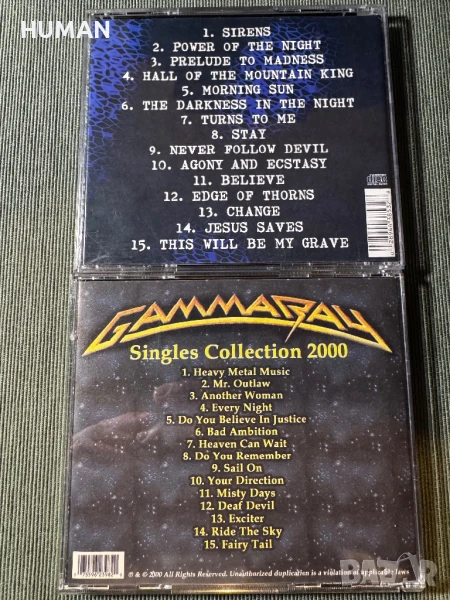 HUMAN
1. SIRENS
2. POWER OF THE NIGHT
3. PRELUDE TO MADNESS
4. HALL OF THE MOUNTAIN KING
5. MORNING SUN
6. THE DARKNESS IN THE NIGHT
7. TURNS TO ME
8. STAY
9. NEVER FOLLOW DEVIL
10. AGONY AND ECSTASY
11. BELIEVE
12. EDGE OF THORNS
13. CHANGE
14. JESUS SAVES
15. THIS WILL BE MY GRAVE
GAMMARAY
Singles Collection 2000
1. Heavy Metal Music
2. Mr. Outlaw
3. Another Woman
4. Every Night
5. Do You Believe In Justice
6. Bad Ambition
7. Heaven Can Wait
8. Do You Remember
9. Sail On
10. Your Direction
11. Misty Days
12. Deaf Devil
13. Exciter
14. Ride The Sky
15. Fairy Tail
℗ & © 2000 All Rights Reserved. Unauthorized duplication is a violation of applicable laws